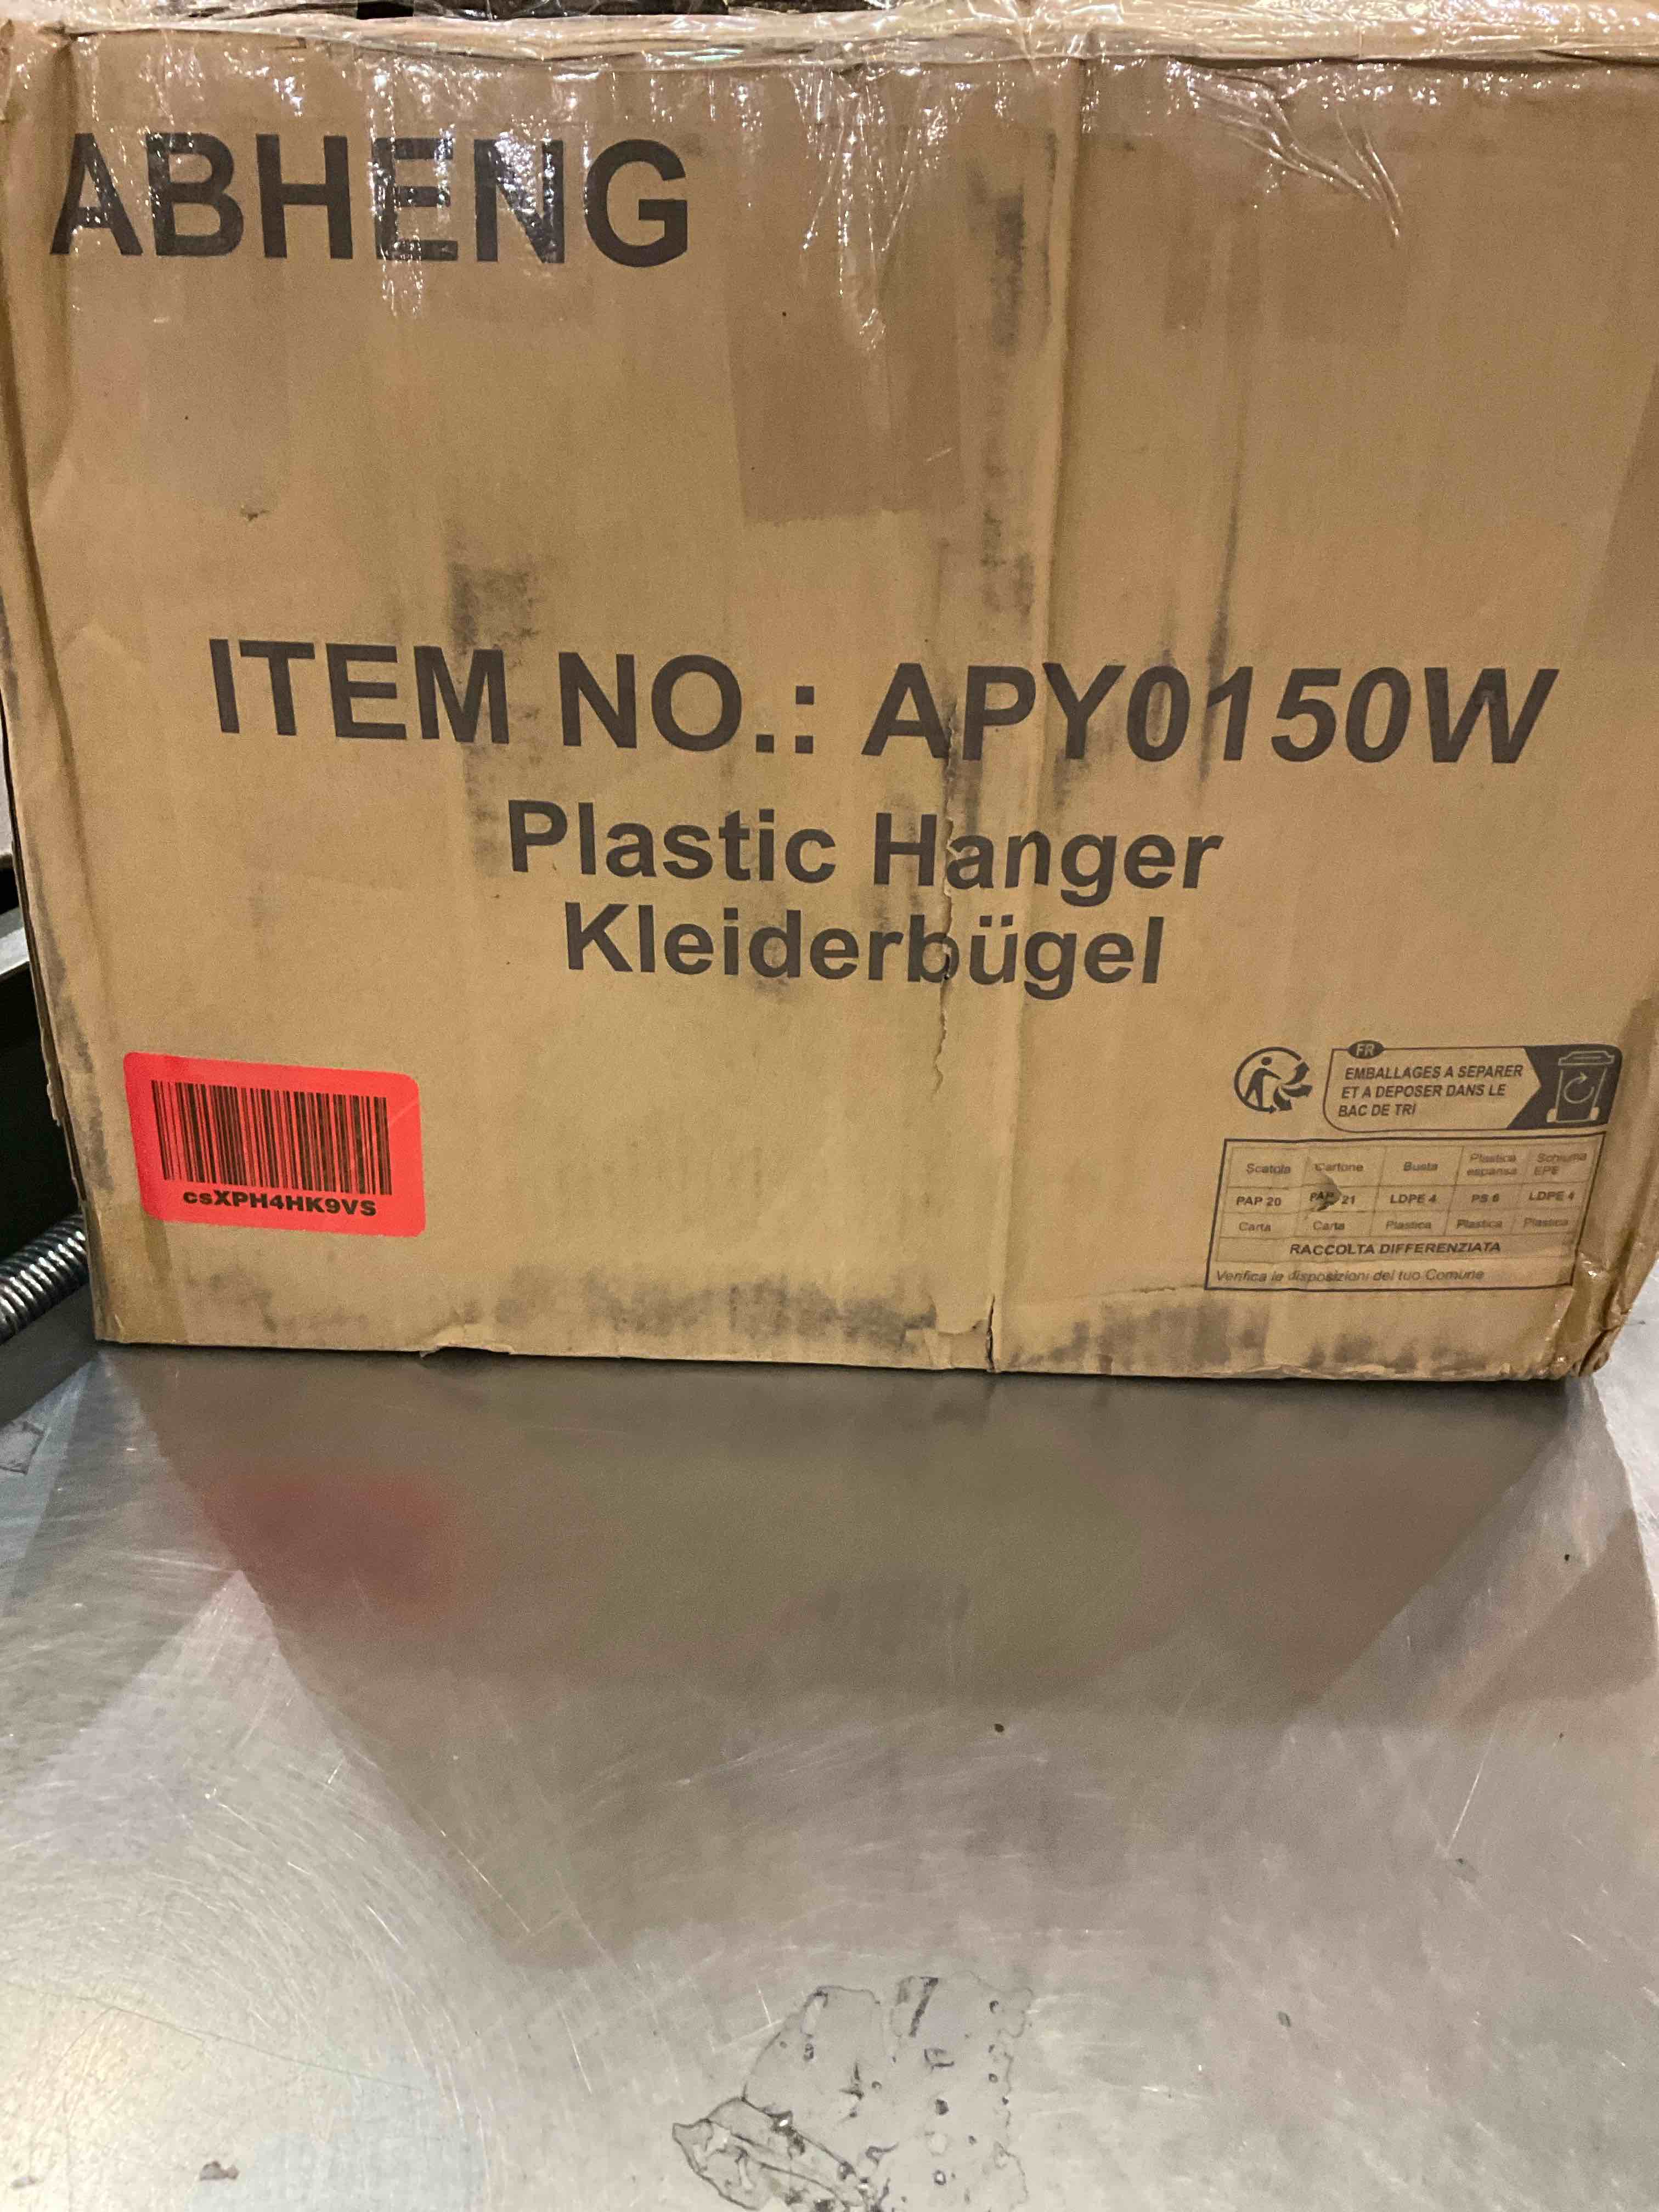 ABHENG
ITEM NO.: APY0150W
Plastic Hanger
Kleiderbügel
csXPH4HK9VS
FR
EMBALLAGES A SEPARER
ET A DEPOSER DANS LE
BAC DE TRI
Scatola Cartone Busta Plastica espansa Schiuma EPE
PAP 20 PAP 21 LDPE 4 PS 6 LDPE 4
Carta Carta Plastica Plastica Plastica
RACCOLTA DIFFERENZIATA
Verifica le disposizioni del tuo Comune